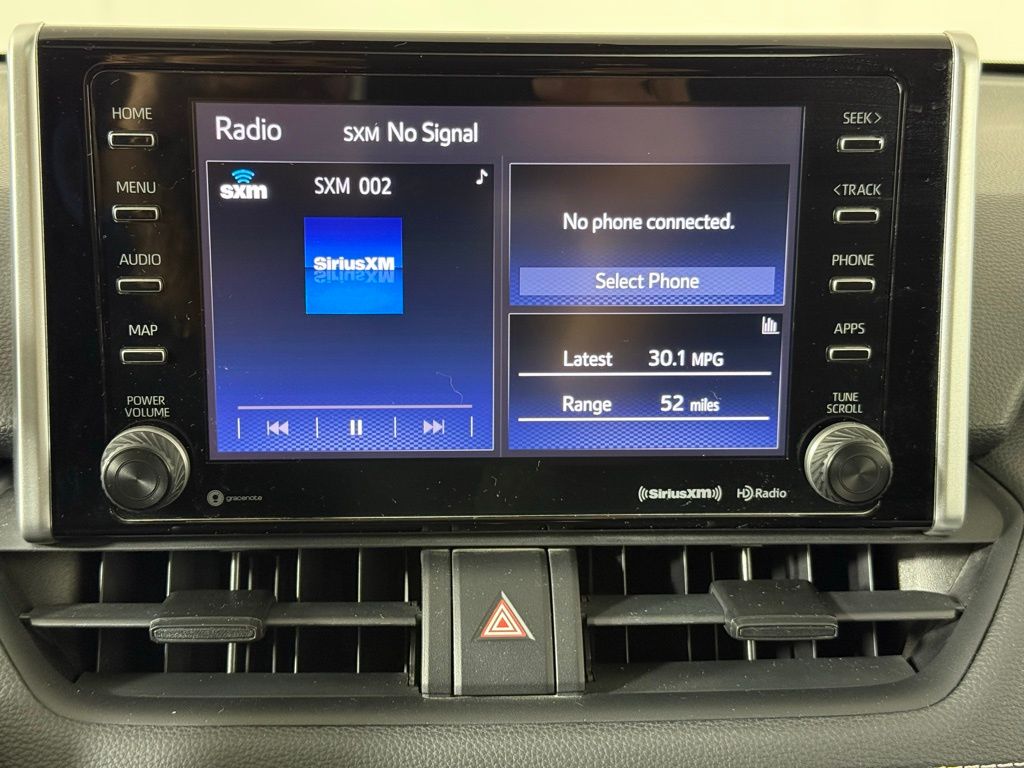 HOME
MENU
AUDIO
MAP
POWER
VOLUME
Radio SXM No Signal
sxm SXM 002
SiriusXM
No phone connected.
Select Phone
Latest 30.1 MPG
Range 52 miles
gracenote
SiriusXM HD Radio
SEEK>
<TRACK
PHONE
APPS
TUNE
SCROLL